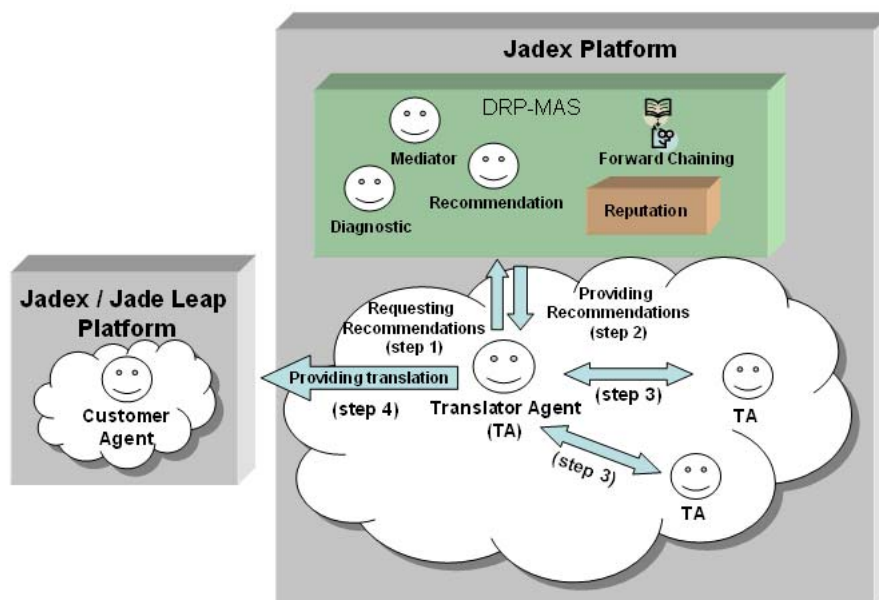 Jadex Platform
DRP-MAS
Mediator
Forward Chaining
Recommendation
Diagnostic
Reputation
Jadex / Jade Leap
Platform
Customer
Agent
Requesting
Recommendations
(step 1)
Providing
Recommendations
(step 2)
Providing translation
(step 4)
Translator Agent
(TA)
(step 3)
TA
(step 3)
TA